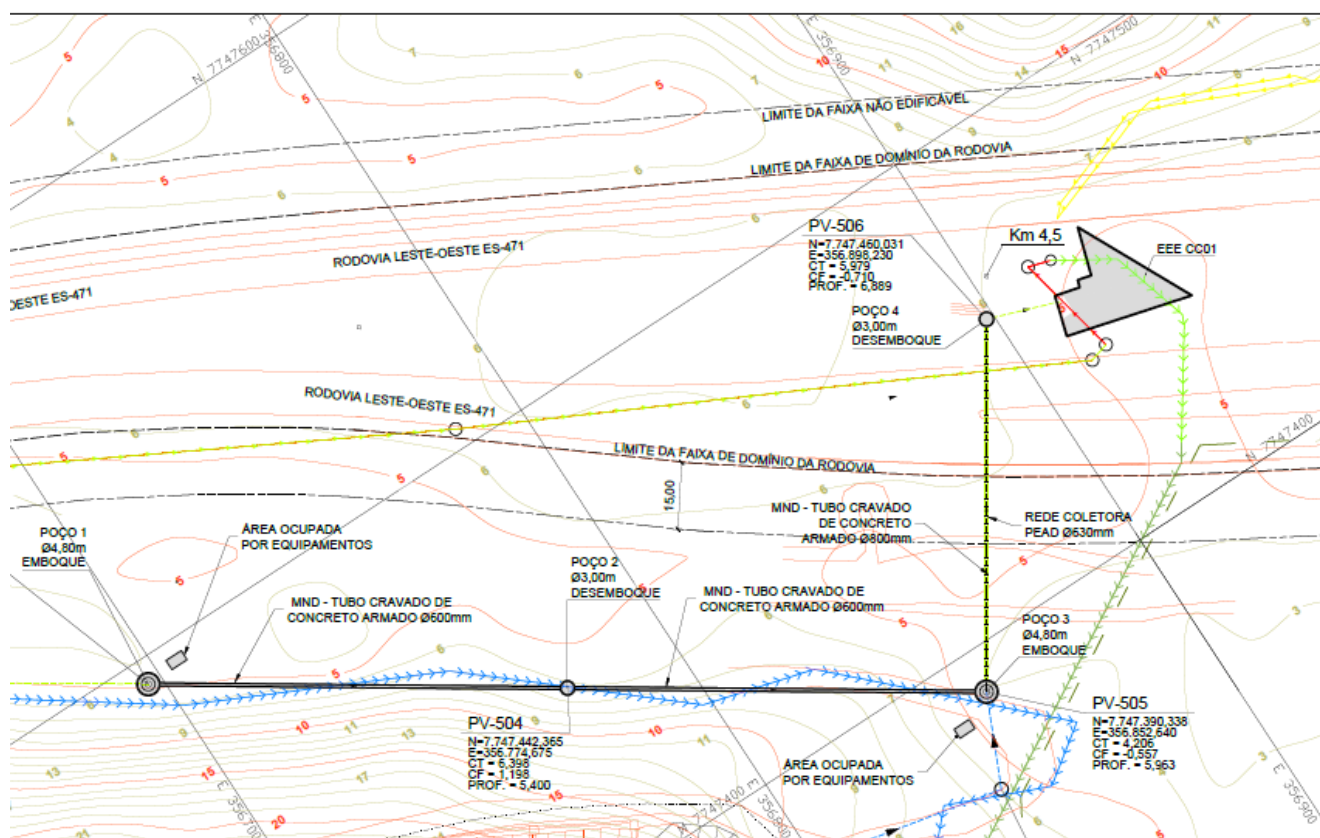 N 7747600
E 356800
E 356900
N 7747500
LIMITE DA FAIXA NÃO EDIFICÁVEL
LIMITE DA FAIXA DE DOMÍNIO DA RODOVIA
RODOVIA LESTE-OESTE ES-471
OESTE ES-471
PV-506
N=7.747.460,031
E=356.898,230
CT = 5,979
CF = -0,710
PROF. = 6,889
POÇO 4
Ø3,00m
DESEMBOQUE
Km 4,5
EEE CC01
RODOVIA LESTE-OESTE ES-471
LIMITE DA FAIXA DE DOMÍNIO DA RODOVIA
15,00
N 7747400
MND - TUBO CRAVADO
DE CONCRETO
ARMADO Ø800mm
REDE COLETORA
PEAD Ø630mm
POÇO 1
Ø4,80m
EMBOQUE
ÁREA OCUPADA
POR EQUIPAMENTOS
MND - TUBO CRAVADO DE
CONCRETO ARMADO Ø600mm
POÇO 2
Ø3,00m
DESEMBOQUE
MND - TUBO CRAVADO DE
CONCRETO ARMADO Ø600mm
POÇO 3
Ø4,80m
EMBOQUE
PV-504
N=7.747.442,365
E=356.774,675
CT = 6,398
CF = 1,198
PROF. = 5,400
PV-505
N=7.747.390,338
E=356.852,640
CT = 4,206
CF = -0,557
PROF. = 5,963
ÁREA OCUPADA
POR EQUIPAMENTOS
E 356700
N 7747400
E 356800
E 356900